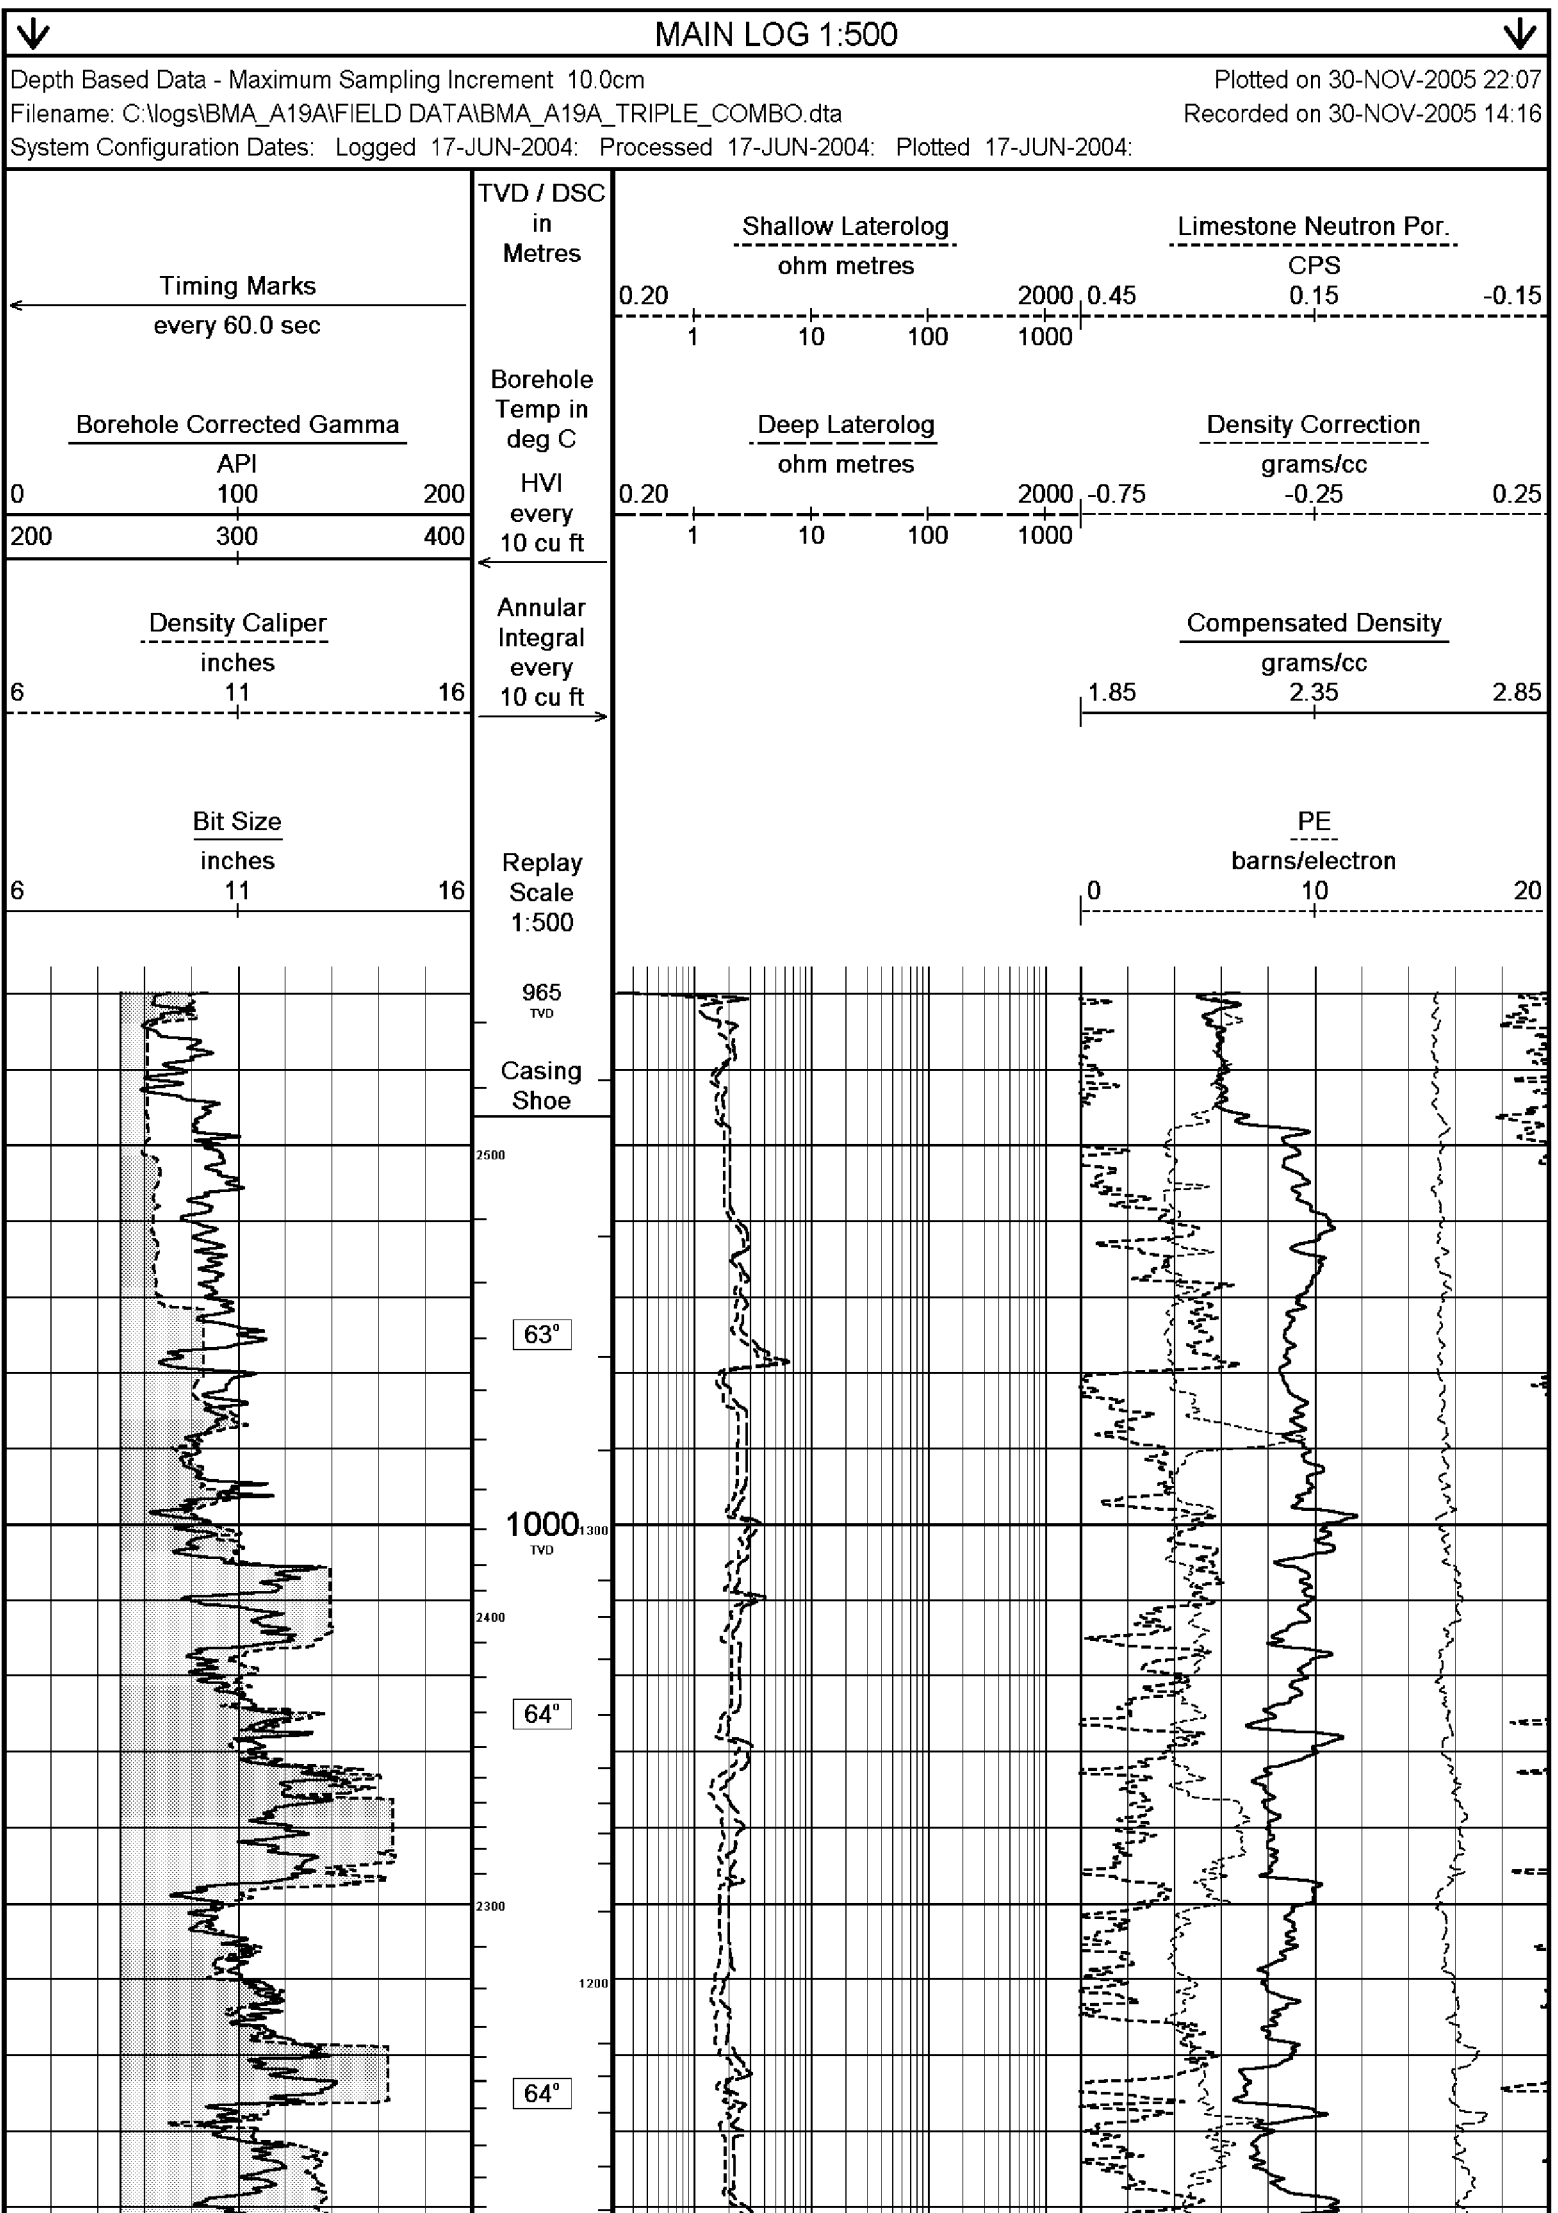 MAIN LOG 1:500
Depth Based Data - Maximum Sampling Increment 10.0cm
Plotted on 30-NOV-2005 22:07
Filename: C:\logs\BMA_A19A\FIELD DATA\BMA_A19A_TRIPLE_COMBO.dta
Recorded on 30-NOV-2005 14:16
System Configuration Dates: Logged 17-JUN-2004: Processed 17-JUN-2004: Plotted 17-JUN-2004:
Timing Marks
every 60.0 sec
Borehole Corrected Gamma
API
0 100 200
200 300 400
Density Caliper
inches
6 11 16
Bit Size
inches
6 11 16
TVD / DSC
in
Metres
Borehole
Temp in
deg C
HVI
every
10 cu ft
Annular
Integral
every
10 cu ft
Replay
Scale
1:500
Shallow Laterolog
ohm metres
0.20 2000
1 10 100 1000
Deep Laterolog
ohm metres
0.20 2000
1 10 100 1000
Limestone Neutron Por.
CPS
0.45 0.15 -0.15
Density Correction
grams/cc
-0.75 -0.25 0.25
Compensated Density
grams/cc
1.85 2.35 2.85
PE
barns/electron
0 10 20
965
TVD
Casing
Shoe
2500
63°
1000 1300
TVD
2400
64°
2300
1200
64°